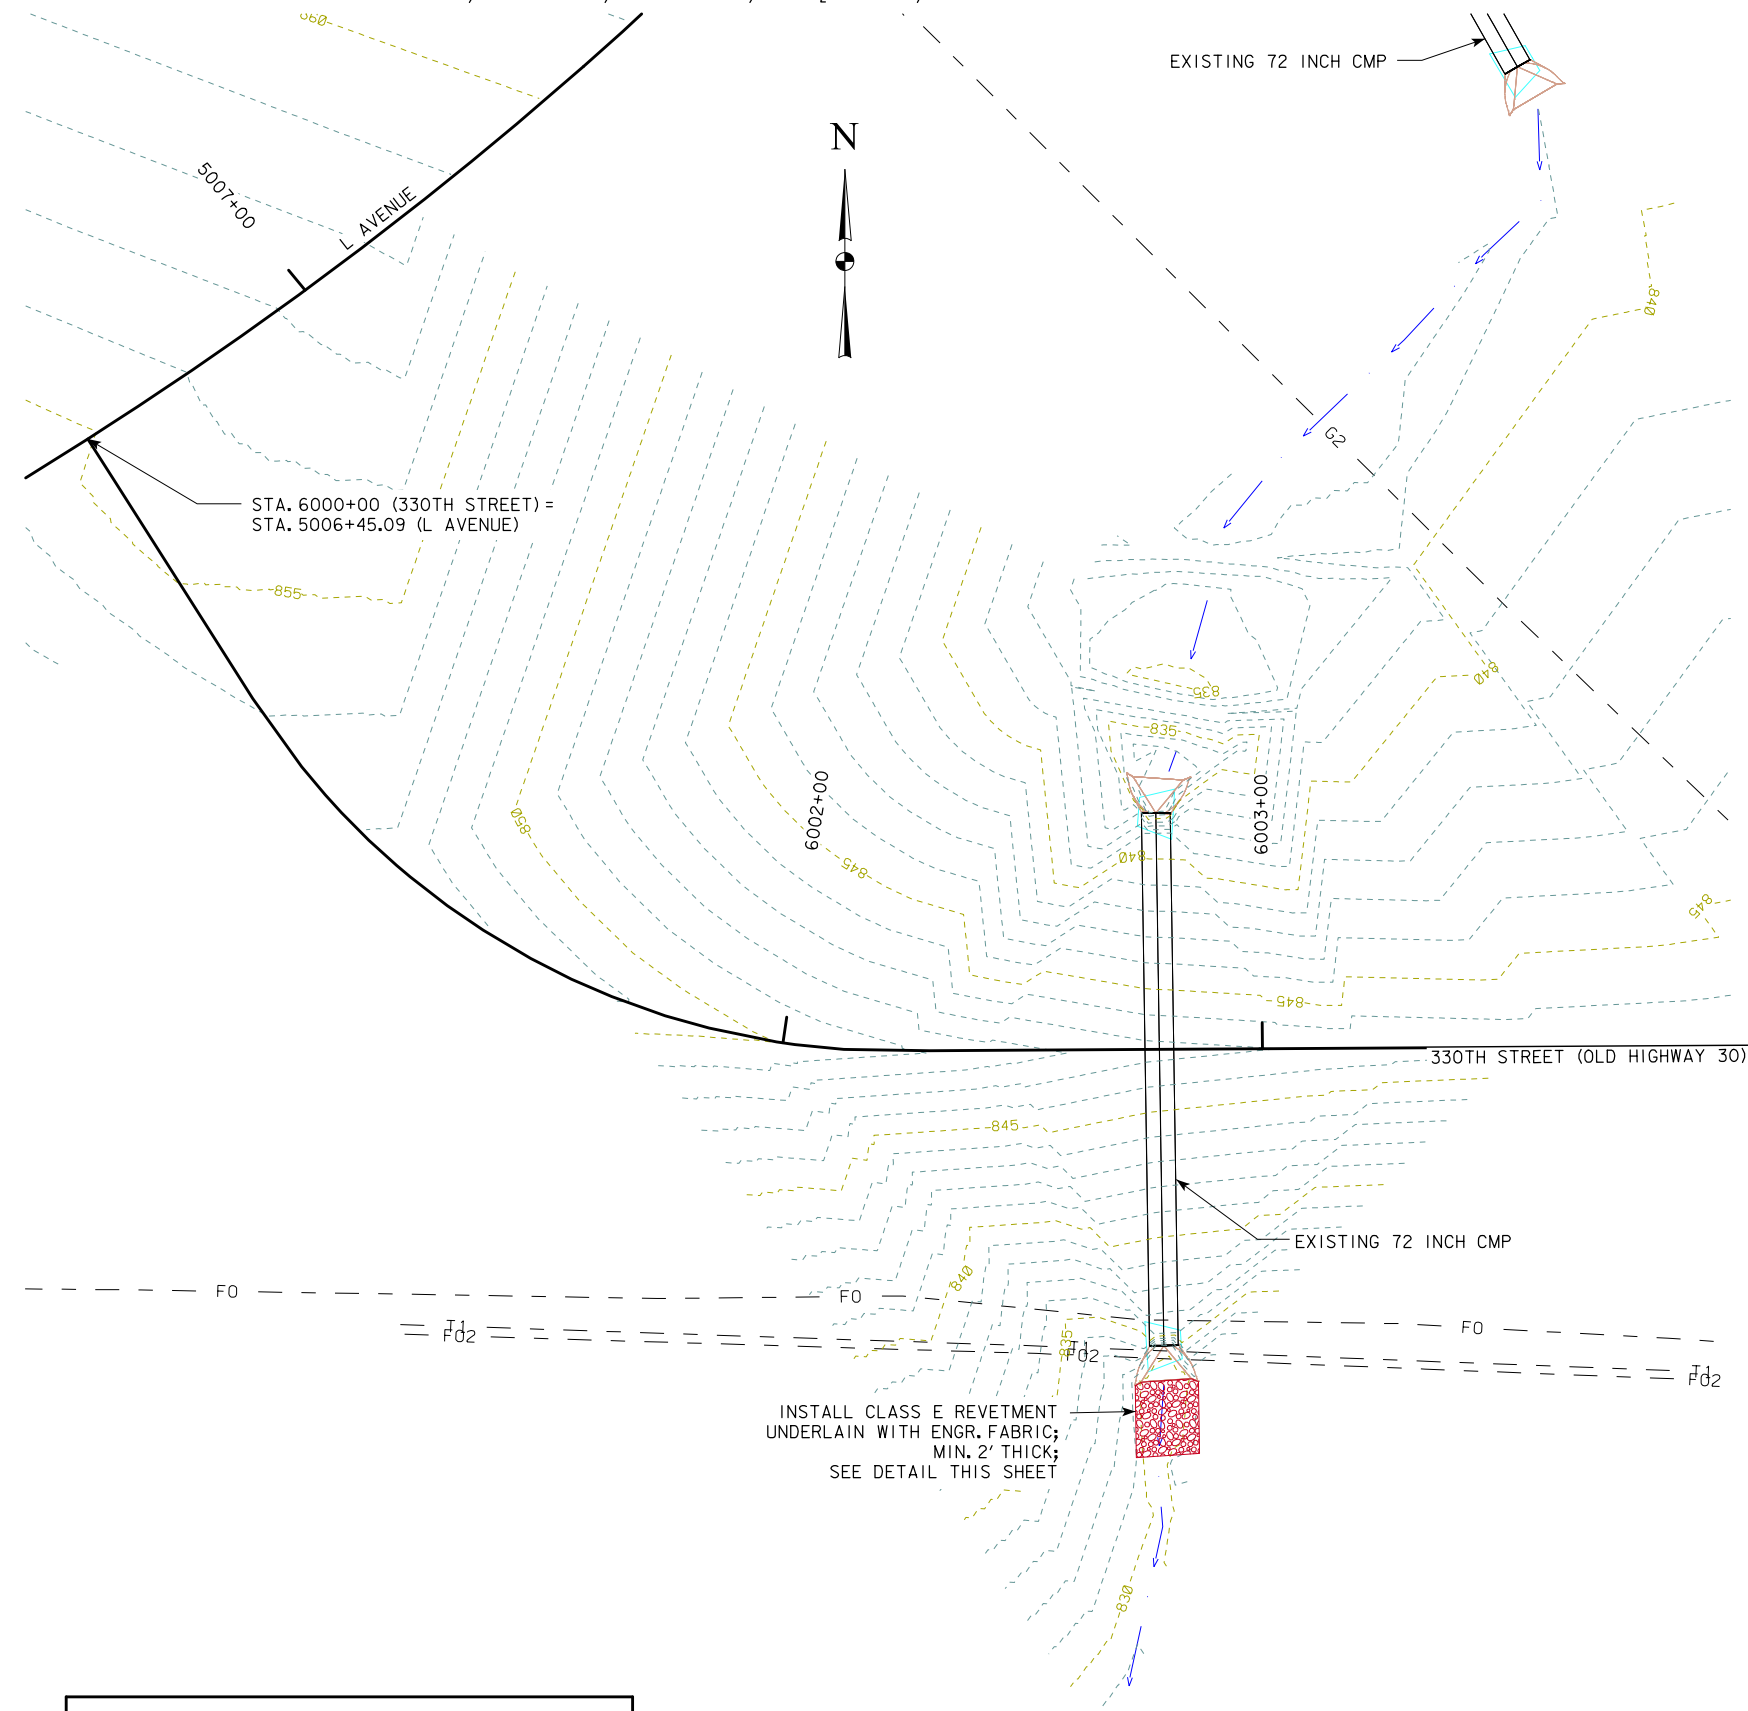 860
EXISTING 72 INCH CMP
N
5007+00
L AVENUE
840
G2
STA. 6000+00 (330TH STREET) =
STA. 5006+45.09 (L AVENUE)
855
840
835
835
850
6002+00
6003+00
845
840
845
845
330TH STREET (OLD HIGHWAY 30)
845
EXISTING 72 INCH CMP
840
FO
FO
FO
T1
FO2
835
T1
FO2
T1
FO2
INSTALL CLASS E REVETMENT
UNDERLAIN WITH ENGR. FABRIC;
MIN. 2' THICK;
SEE DETAIL THIS SHEET
830